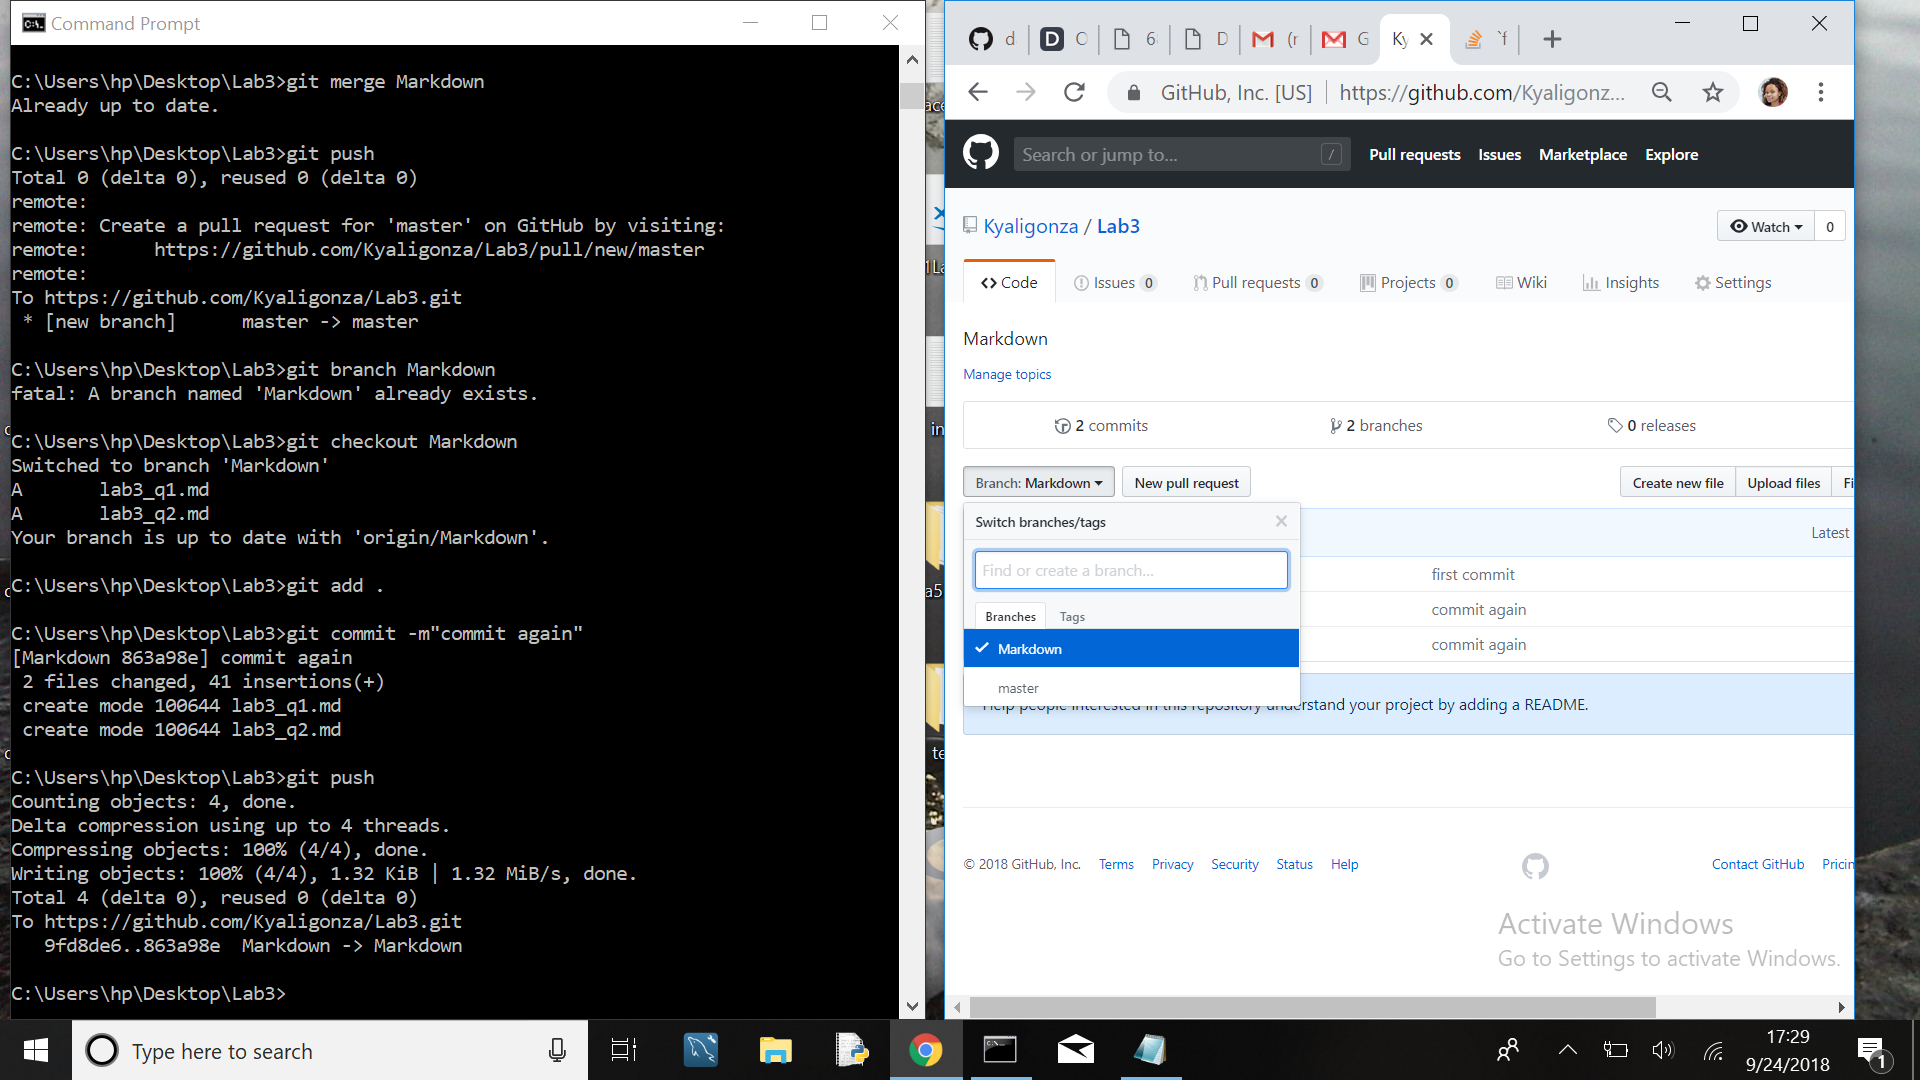 Command Prompt
C:\Users\hp\Desktop\Lab3>git merge Markdown
Already up to date.
C:\Users\hp\Desktop\Lab3>git push
Total 0 (delta 0), reused 0 (delta 0)
remote:
remote: Create a pull request for 'master' on GitHub by visiting:
remote:      https://github.com/Kyaligonza/Lab3/pull/new/master
remote:
To https://github.com/Kyaligonza/Lab3.git
 * [new branch]      master -> master
C:\Users\hp\Desktop\Lab3>git branch Markdown
fatal: A branch named 'Markdown' already exists.
C:\Users\hp\Desktop\Lab3>git checkout Markdown
Switched to branch 'Markdown'
A       lab3_q1.md
A       lab3_q2.md
Your branch is up to date with 'origin/Markdown'.
C:\Users\hp\Desktop\Lab3>git add .
C:\Users\hp\Desktop\Lab3>git commit -m"commit again"
[Markdown 863a98e] commit again
 2 files changed, 41 insertions(+)
 create mode 100644 lab3_q1.md
 create mode 100644 lab3_q2.md
C:\Users\hp\Desktop\Lab3>git push
Counting objects: 4, done.
Delta compression using up to 4 threads.
Compressing objects: 100% (4/4), done.
Writing objects: 100% (4/4), 1.32 KiB | 1.32 MiB/s, done.
Total 4 (delta 0), reused 0 (delta 0)
To https://github.com/Kyaligonza/Lab3.git
   9fd8de6..863a98e  Markdown -> Markdown
C:\Users\hp\Desktop\Lab3>
GitHub, Inc. [US] | https://github.com/Kyaligonz...
Search or jump to... / Pull requests Issues Marketplace Explore
Kyaligonza / Lab3 Watch 0
Code Issues 0 Pull requests 0 Projects 0 Wiki Insights Settings
Markdown
Manage topics
2 commits 2 branches 0 releases
Branch: Markdown New pull request Create new file Upload files Fi
Switch branches/tags
Latest
Find or create a branch...
first commit
commit again
Branches Tags
commit again
Markdown
master
Help people interested in this repository understand your project by adding a README.
© 2018 GitHub, Inc. Terms Privacy Security Status Help Contact GitHub Pricin
Activate Windows
Go to Settings to activate Windows.
Type here to search
17:29
9/24/2018
1